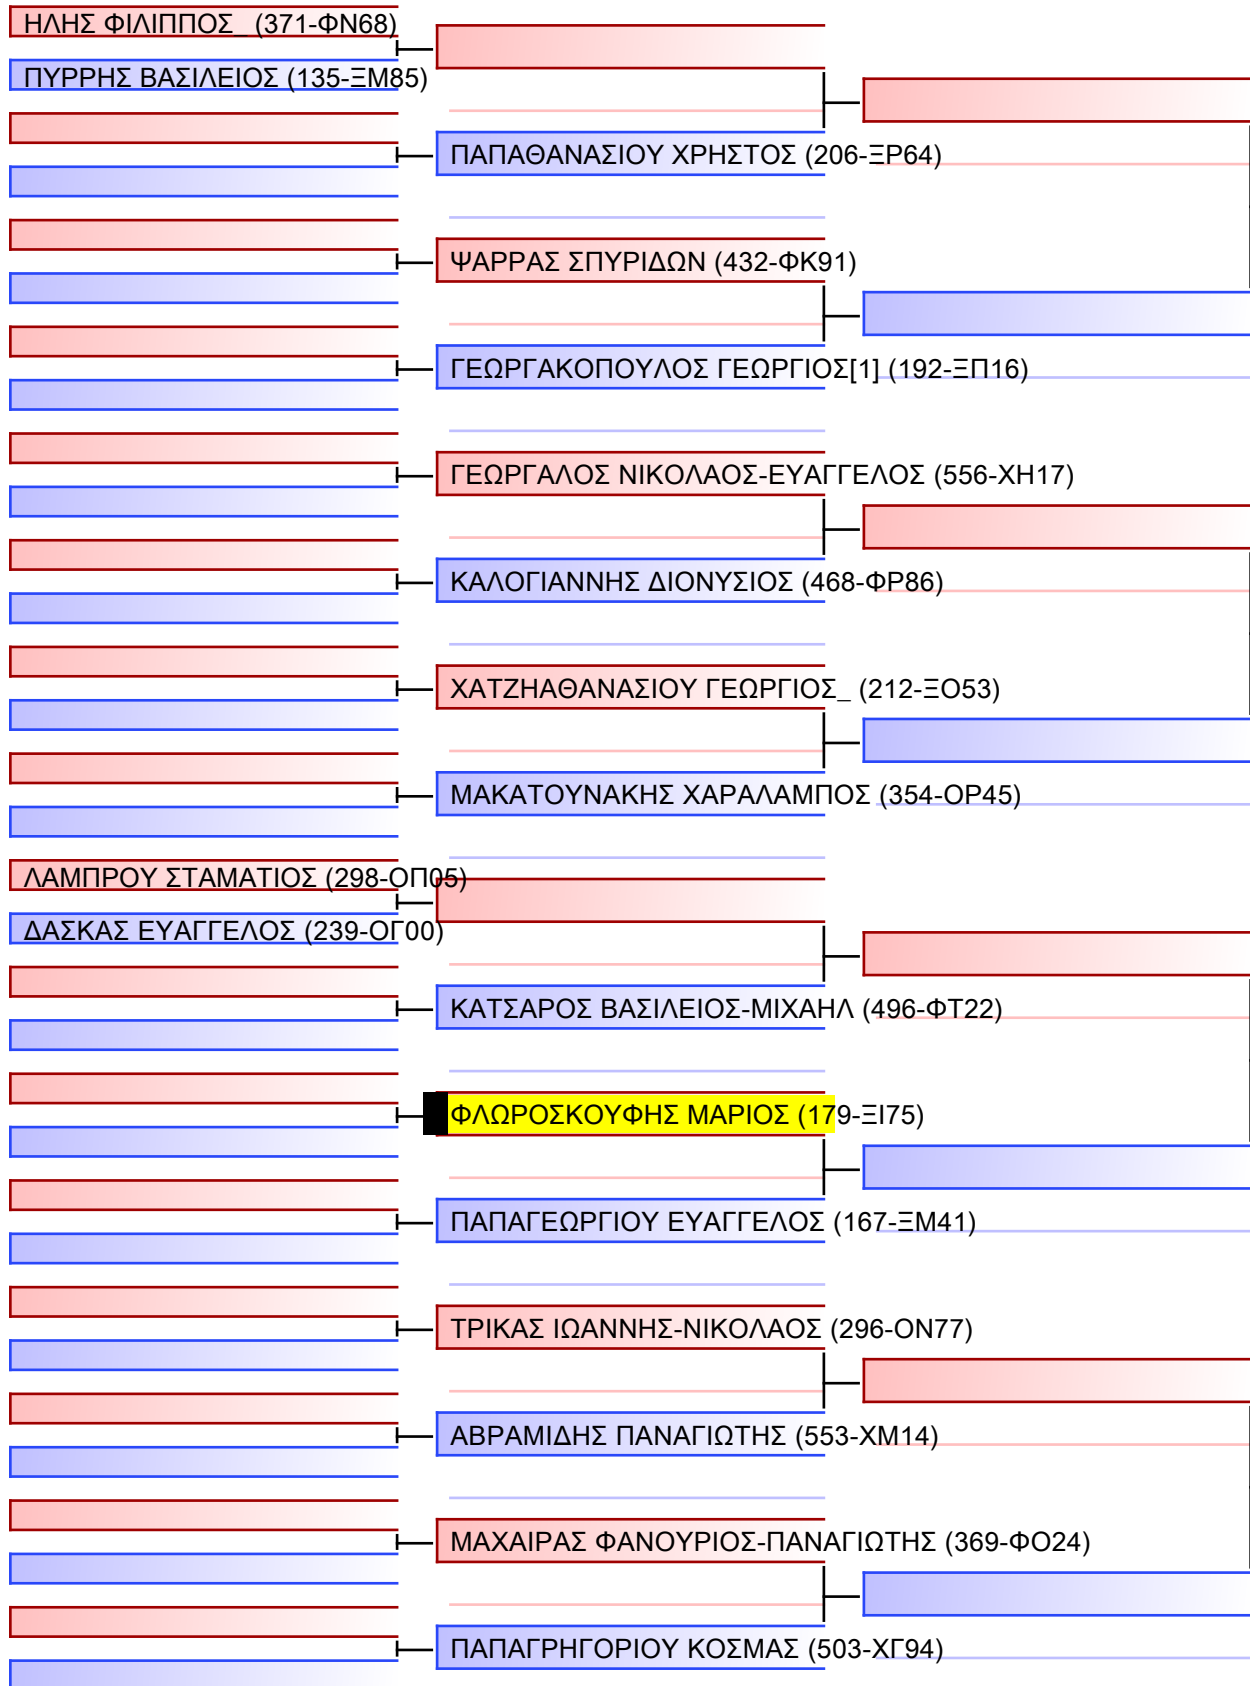 ΗΛΗΣ ΦΙΛΙΠΠΟΣ_ (371-ΦΝ68)
ΠΥΡΡΗΣ ΒΑΣΙΛΕΙΟΣ (135-ΞΜ85)
ΠΑΠΑΘΑΝΑΣΙΟΥ ΧΡΗΣΤΟΣ (206-ΞΡ64)
ΨΑΡΡΑΣ ΣΠΥΡΙΔΩΝ (432-ΦΚ91)
ΓΕΩΡΓΑΚΟΠΟΥΛΟΣ ΓΕΩΡΓΙΟΣ[1] (192-ΞΠ16)
ΓΕΩΡΓΑΛΟΣ ΝΙΚΟΛΑΟΣ-ΕΥΑΓΓΕΛΟΣ (556-ΧΗ17)
ΚΑΛΟΓΙΑΝΝΗΣ ΔΙΟΝΥΣΙΟΣ (468-ΦΡ86)
ΧΑΤΖΗΑΘΑΝΑΣΙΟΥ ΓΕΩΡΓΙΟΣ_ (212-ΞΟ53)
ΜΑΚΑΤΟΥΝΑΚΗΣ ΧΑΡΑΛΑΜΠΟΣ (354-ΟΡ45)
ΛΑΜΠΡΟΥ ΣΤΑΜΑΤΙΟΣ (298-ΟΠ05)
ΔΑΣΚΑΣ ΕΥΑΓΓΕΛΟΣ (239-ΟΓ00)
ΚΑΤΣΑΡΟΣ ΒΑΣΙΛΕΙΟΣ-ΜΙΧΑΗΛ (496-ΦΤ22)
ΦΛΩΡΟΣΚΟΥΦΗΣ ΜΑΡΙΟΣ (179-ΞΙ75)
ΠΑΠΑΓΕΩΡΓΙΟΥ ΕΥΑΓΓΕΛΟΣ (167-ΞΜ41)
ΤΡΙΚΑΣ ΙΩΑΝΝΗΣ-ΝΙΚΟΛΑΟΣ (296-ΟΝ77)
ΑΒΡΑΜΙΔΗΣ ΠΑΝΑΓΙΩΤΗΣ (553-ΧΜ14)
ΜΑΧΑΙΡΑΣ ΦΑΝΟΥΡΙΟΣ-ΠΑΝΑΓΙΩΤΗΣ (369-ΦΟ24)
ΠΑΠΑΓΡΗΓΟΡΙΟΥ ΚΟΣΜΑΣ (503-ΧΓ94)